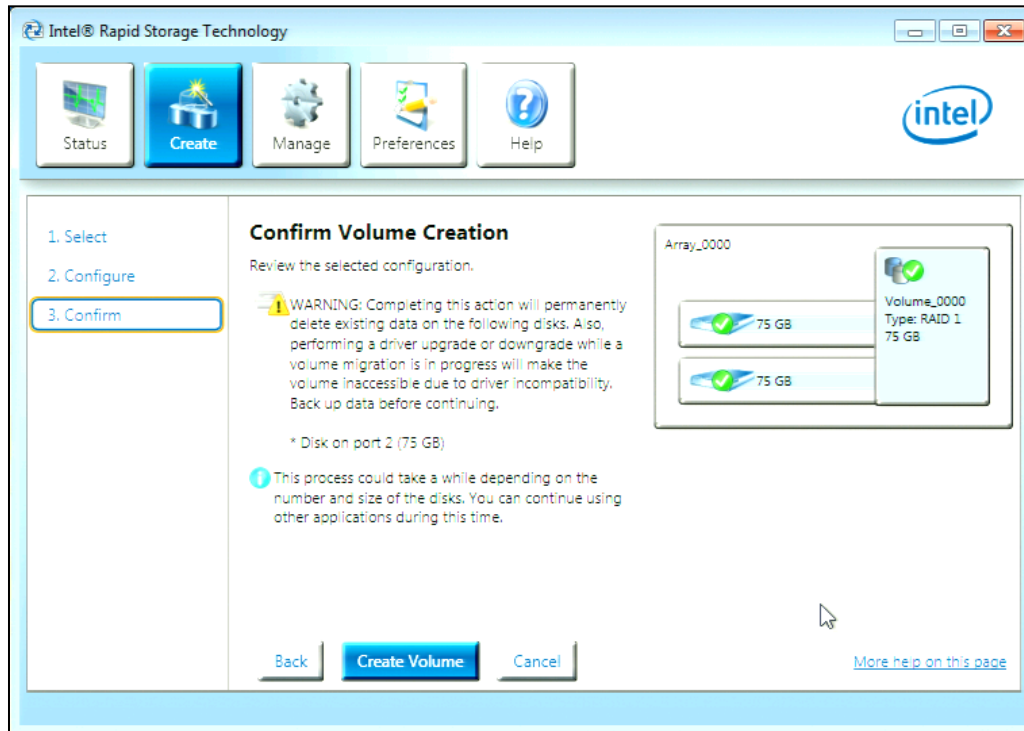 Intel® Rapid Storage Technology
Status
Create
Manage
Preferences
Help
intel
1. Select
2. Configure
3. Confirm
Confirm Volume Creation
Review the selected configuration.
WARNING: Completing this action will permanently
delete existing data on the following disks. Also,
performing a driver upgrade or downgrade while a
volume migration is in progress will make the
volume inaccessible due to driver incompatibility.
Back up data before continuing.
* Disk on port 2 (75 GB)
This process could take a while depending on the
number and size of the disks. You can continue using
other applications during this time.
Array_0000
75 GB
75 GB
Volume_0000
Type: RAID 1
75 GB
Back
Create Volume
Cancel
More help on this page